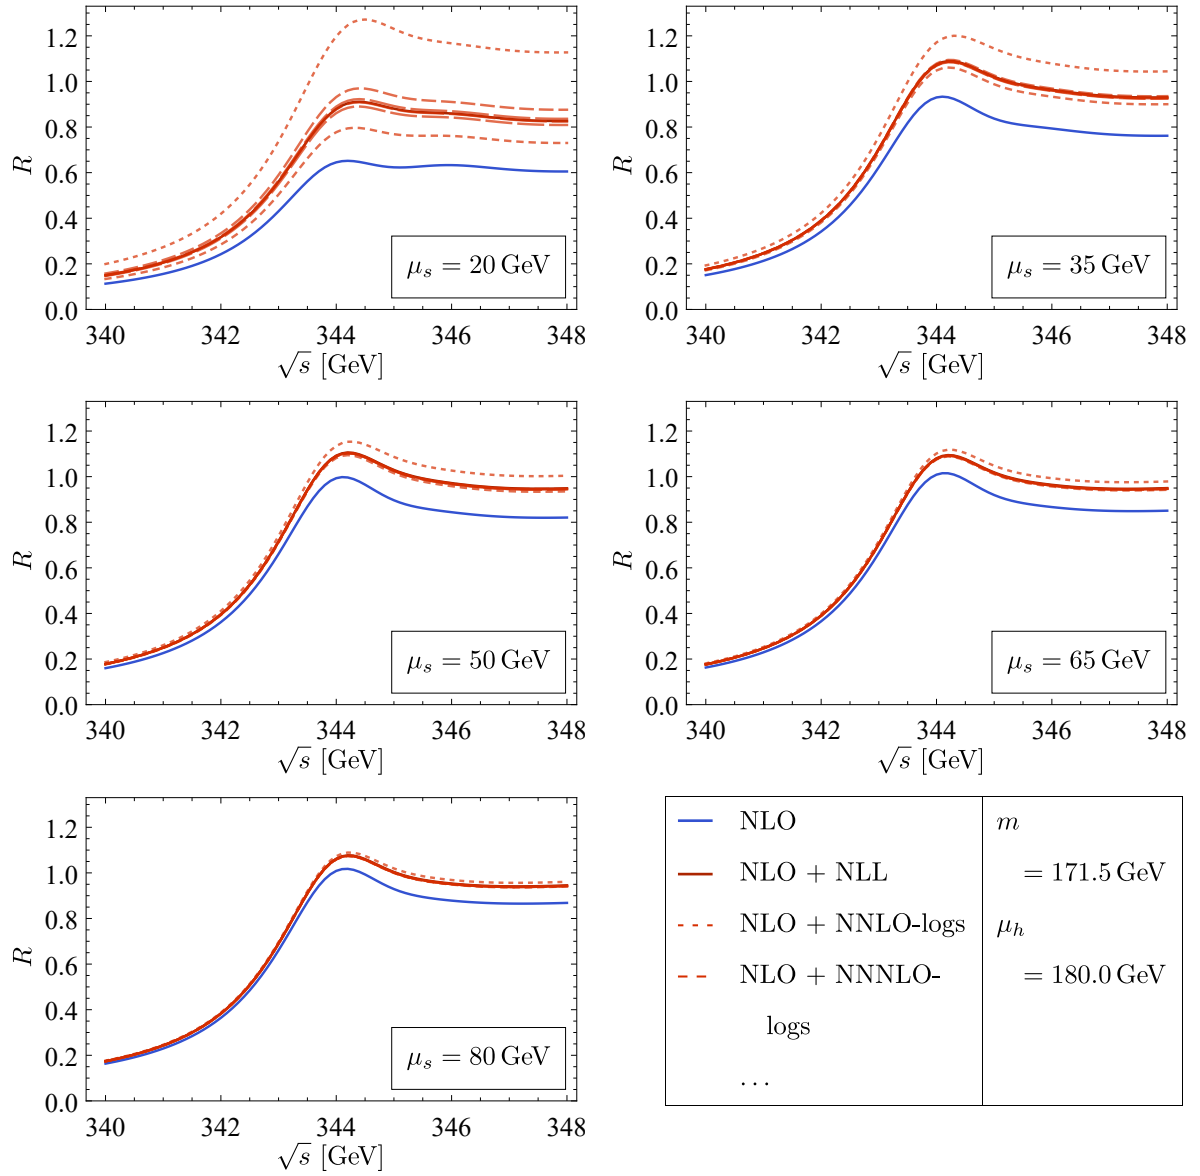 1.2
1.0
0.8
0.6
0.4
0.2
0.0
R
μ_s = 20 GeV
340 342 344 346 348
√s [GeV]
1.2
1.0
0.8
0.6
0.4
0.2
0.0
R
μ_s = 35 GeV
340 342 344 346 348
√s [GeV]
1.2
1.0
0.8
0.6
0.4
0.2
0.0
R
μ_s = 50 GeV
340 342 344 346 348
√s [GeV]
1.2
1.0
0.8
0.6
0.4
0.2
0.0
R
μ_s = 65 GeV
340 342 344 346 348
√s [GeV]
1.2
1.0
0.8
0.6
0.4
0.2
0.0
R
μ_s = 80 GeV
340 342 344 346 348
√s [GeV]
NLO
NLO + NLL
NLO + NNLO-logs
NLO + NNNLO-
logs
...
m
= 171.5 GeV
μ_h
= 180.0 GeV